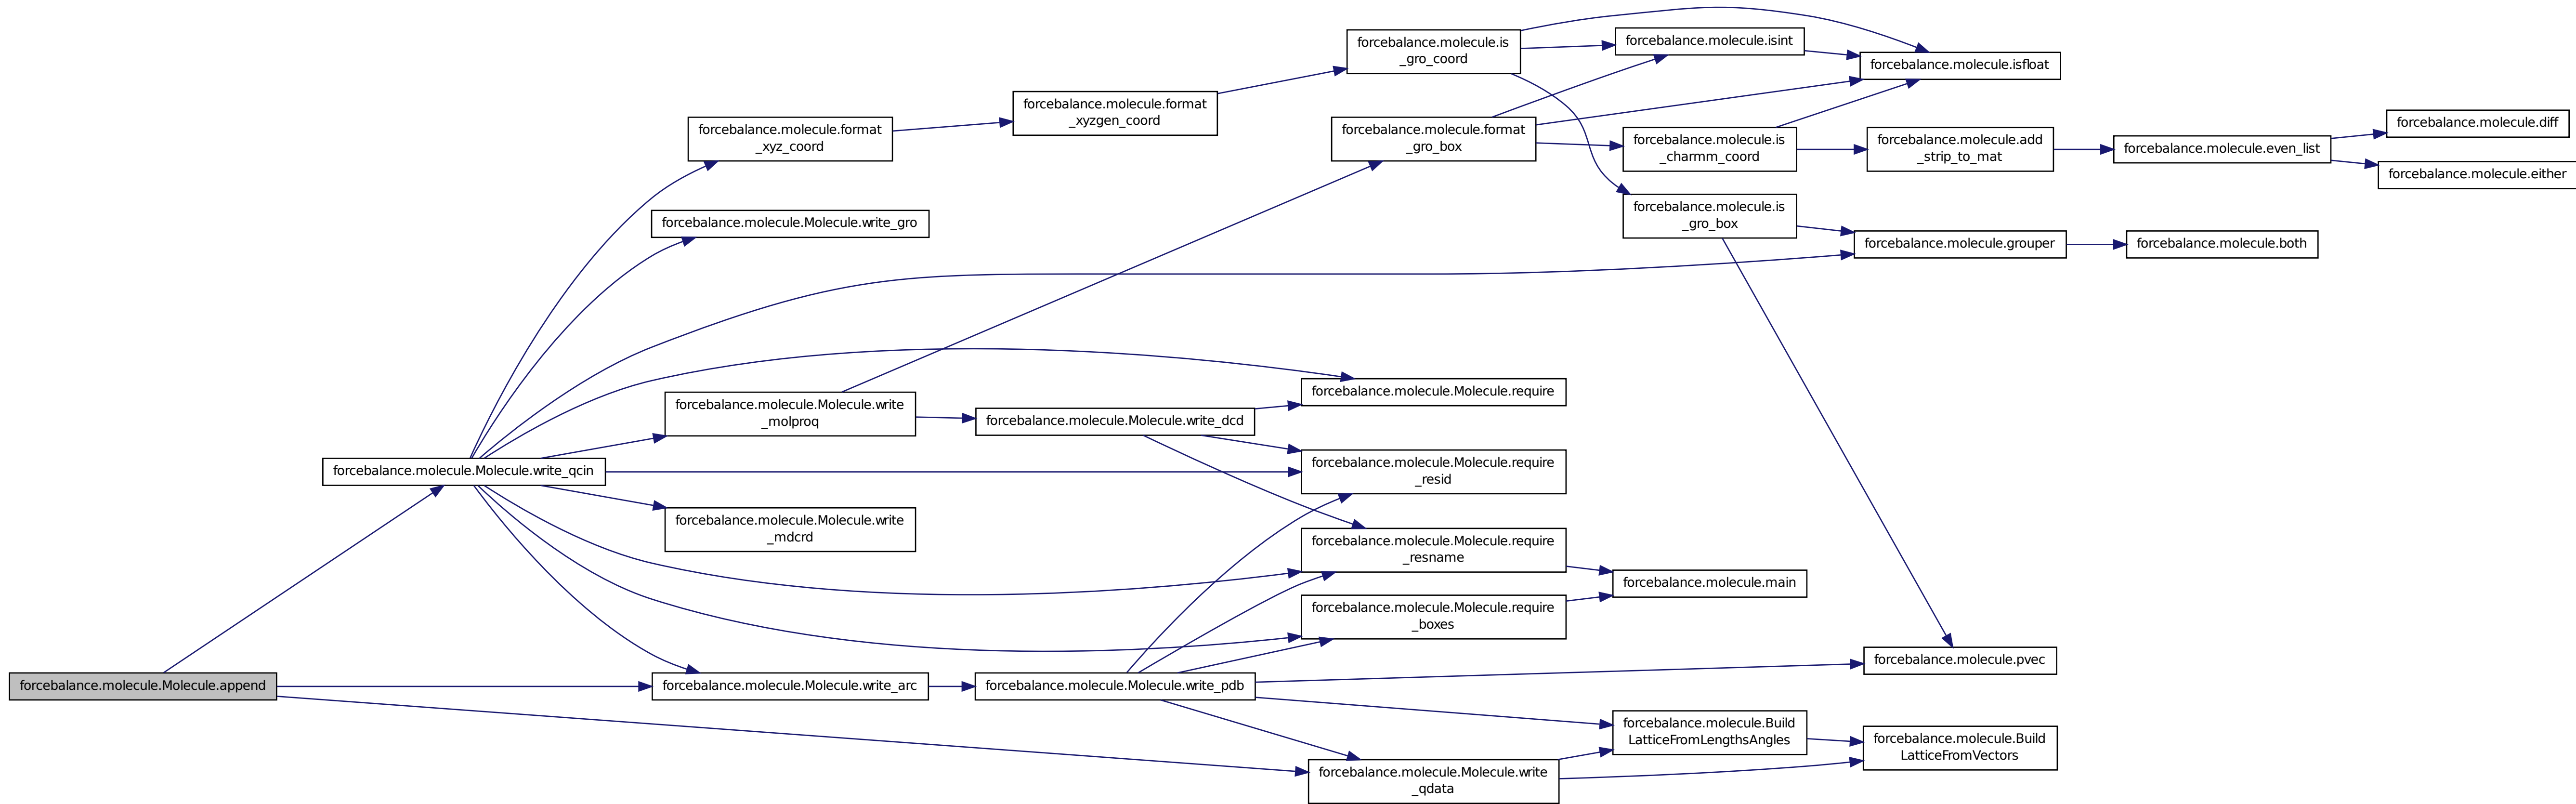 forcebalance.molecule.Molecule.append
forcebalance.molecule.Molecule.write_qcin
forcebalance.molecule.format
_xyz_coord
forcebalance.molecule.Molecule.write_gro
forcebalance.molecule.Molecule.write
_molproq
forcebalance.molecule.Molecule.write
_mdcrd
forcebalance.molecule.Molecule.write_arc
forcebalance.molecule.format
_xyzgen_coord
forcebalance.molecule.Molecule.write_dcd
forcebalance.molecule.Molecule.write_pdb
forcebalance.molecule.is
_gro_coord
forcebalance.molecule.format
_gro_box
forcebalance.molecule.Molecule.require
forcebalance.molecule.Molecule.require
_resid
forcebalance.molecule.Molecule.require
_resname
forcebalance.molecule.Molecule.require
_boxes
forcebalance.molecule.Molecule.write
_qdata
forcebalance.molecule.isint
forcebalance.molecule.is
_charmm_coord
forcebalance.molecule.is
_gro_box
forcebalance.molecule.main
forcebalance.molecule.Build
LatticeFromLengthsAngles
forcebalance.molecule.isfloat
forcebalance.molecule.add
_strip_to_mat
forcebalance.molecule.grouper
forcebalance.molecule.pvec
forcebalance.molecule.Build
LatticeFromVectors
forcebalance.molecule.even_list
forcebalance.molecule.both
forcebalance.molecule.diff
forcebalance.molecule.either